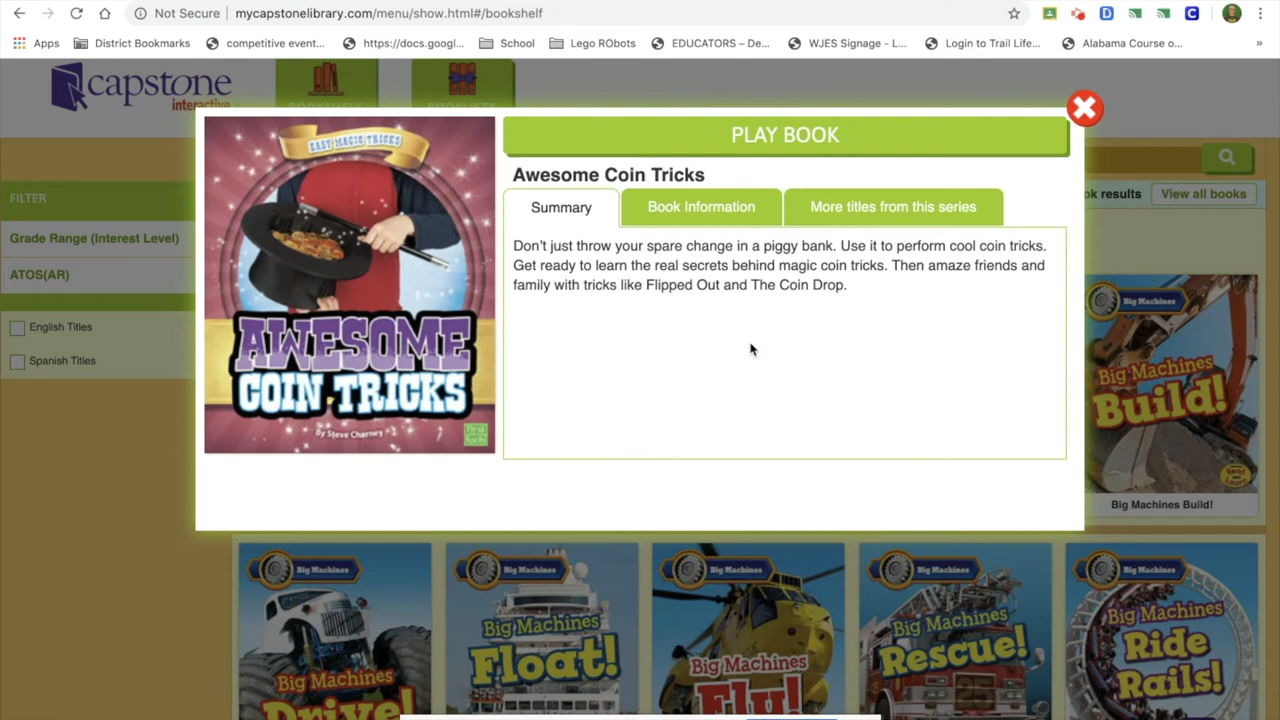 Not Secure mycapstonelibrary.com/menu/show.html#/bookshelf
Apps District Bookmarks competitive event... https://docs.googl... School Lego RObots EDUCATORS – De... WJES Signage - L... Login to Trail Life... Alabama Course o... »
capstone
interactive
BOOKSHELF BOOKLISTS
PLAY BOOK
EASY MAGIC TRICKS
Awesome Coin Tricks
Summary Book Information More titles from this series
Don't just throw your spare change in a piggy bank. Use it to perform cool coin tricks.
Get ready to learn the real secrets behind magic coin tricks. Then amaze friends and
family with tricks like Flipped Out and The Coin Drop.
AWESOME
COIN TRICKS
By Steve Charney
FILTER
Grade Range (Interest Level)
ATOS(AR)
English Titles
Spanish Titles
ok results View all books
Big Machines
Big Machines
Build!
Big Machines Build!
Big Machines
Big Machines
Drive!
Big Machines
Big Machines
Float!
Big Machines
Big Machines
Fly!
Big Machines
Big Machines
Rescue!
Big Machines
Big Machines
Ride
Rails!